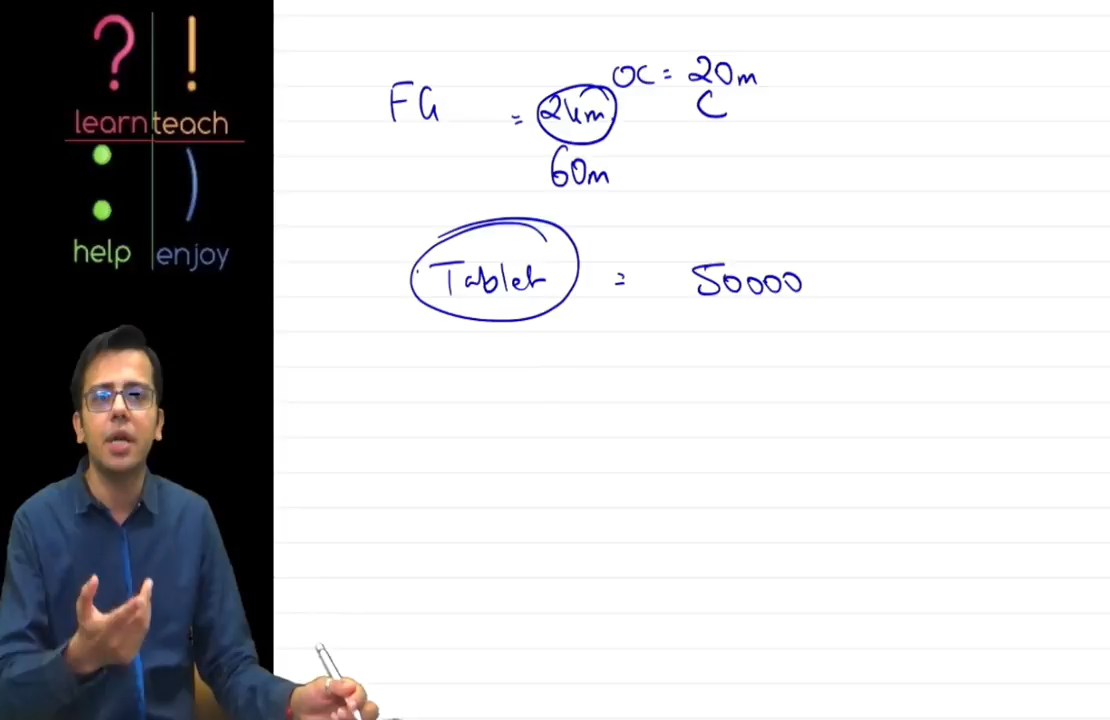 ? !
learn teach
: )
help enjoy
OC = 20m
FG = 24m C
60m
Tablet = 50000